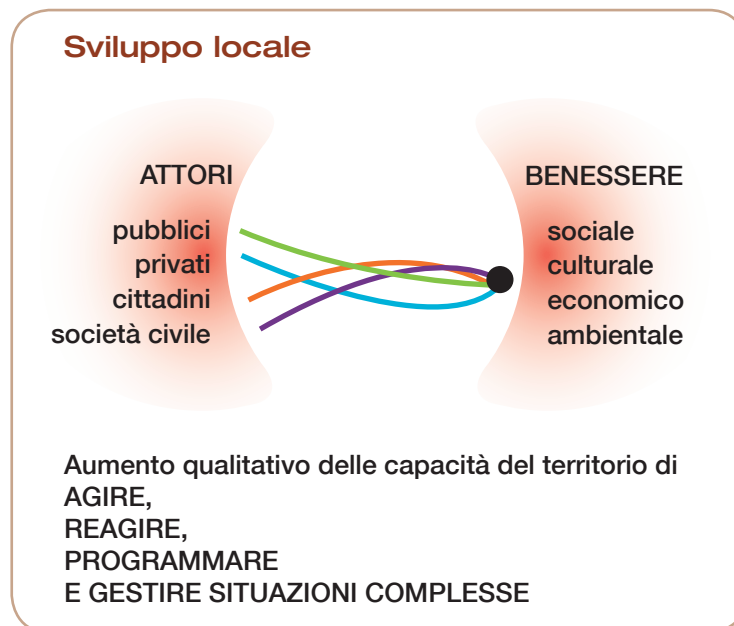 Sviluppo locale
ATTORI
pubblici
privati
cittadini
società civile
BENESSERE
sociale
culturale
economico
ambientale
Aumento qualitativo delle capacità del territorio di
AGIRE,
REAGIRE,
PROGRAMMARE
E GESTIRE SITUAZIONI COMPLESSE